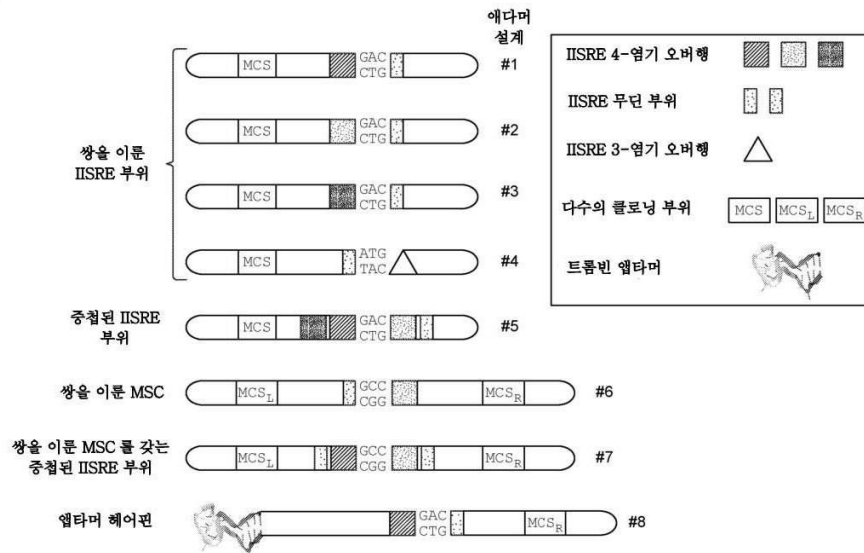 애다머
설계
MCS
GAC
CTG
#1
MCS
GAC
CTG
#2
쌍을 이룬
IISRE 부위
MCS
GAC
CTG
#3
MCS
ATG
TAC
#4
중첩된 IISRE
부위
MCS
GAC
CTG
#5
쌍을 이룬 MSC
MCSL
GCC
CGG
MCSR
#6
쌍을 이룬 MSC 를 갖는
중첩된 IISRE 부위
MCSL
GCC
CGG
MCSR
#7
앱타머 헤어핀
GAC
CTG
MCSR
#8
IISRE 4-염기 오버행
IISRE 무딘 부위
IISRE 3-염기 오버행
다수의 클로닝 부위
MCS MCSL MCSR
트롬빈 앱타머